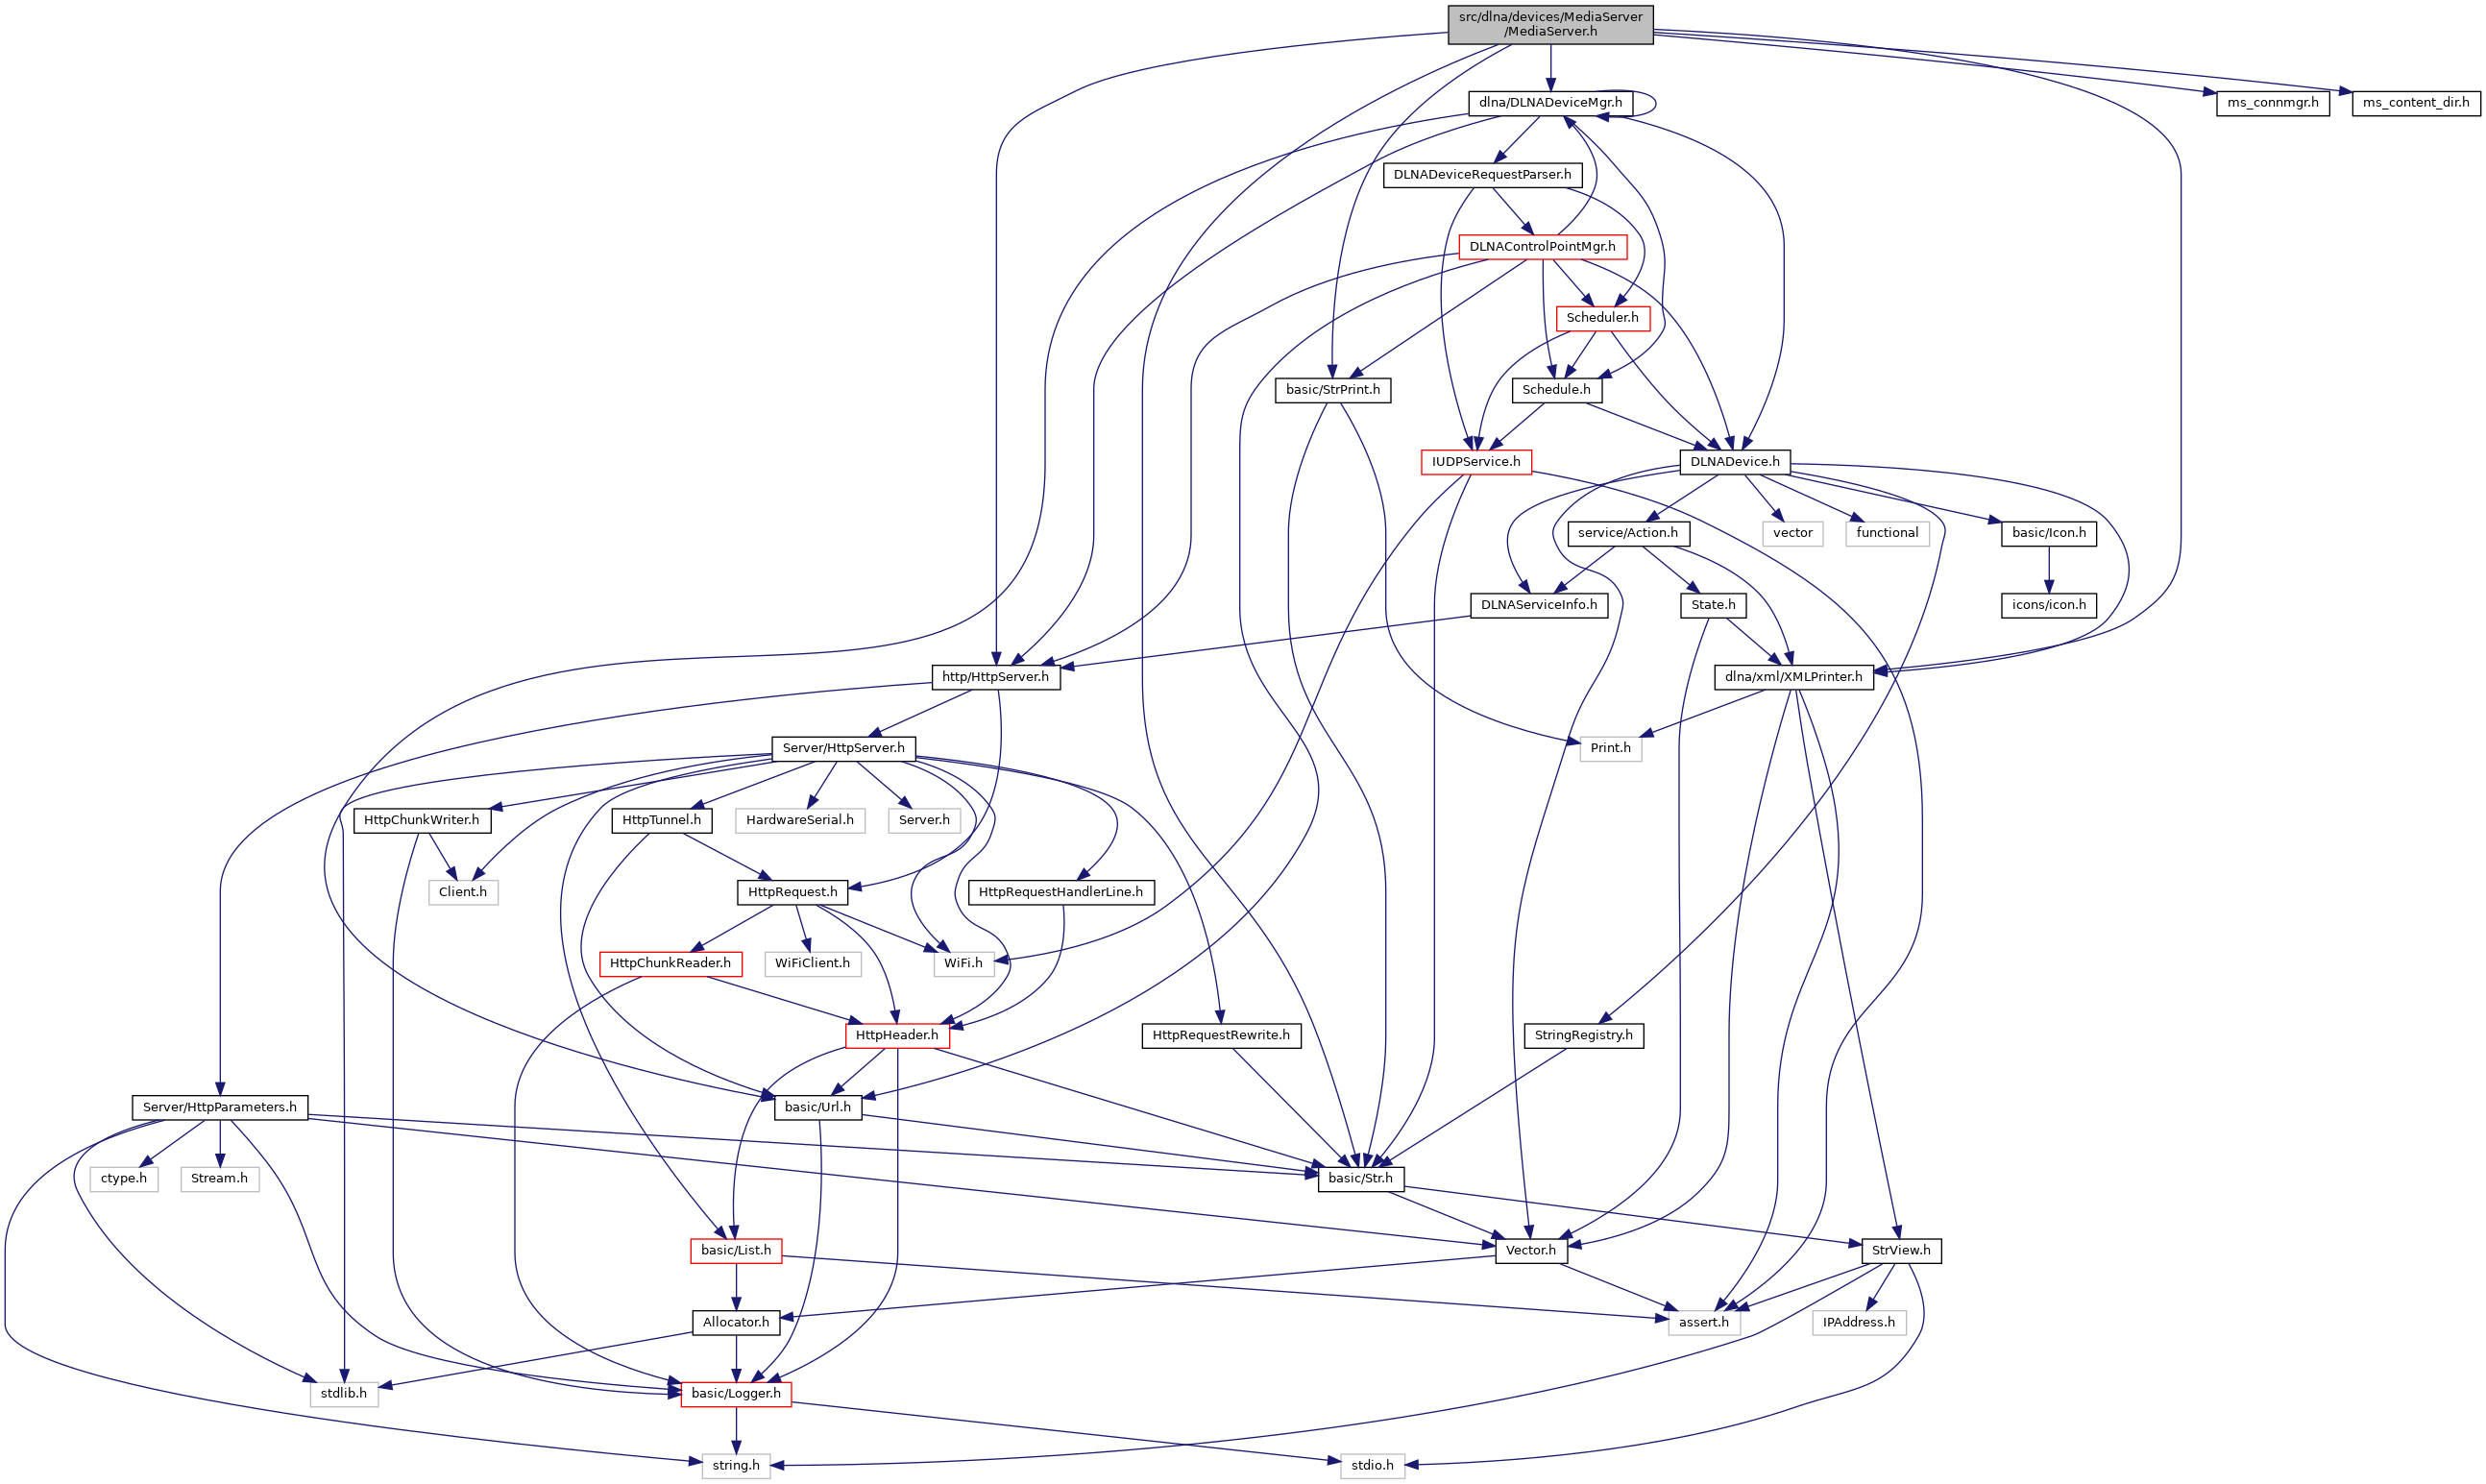 src/dlna/devices/MediaServer
/MediaServer.h
dlna/DLNADeviceMgr.h
ms_connmgr.h
ms_content_dir.h
DLNADeviceRequestParser.h
DLNAControlPointMgr.h
Scheduler.h
basic/StrPrint.h
Schedule.h
IUDPService.h
DLNADevice.h
service/Action.h
vector
functional
basic/Icon.h
DLNAServiceInfo.h
State.h
icons/icon.h
http/HttpServer.h
dlna/xml/XMLPrinter.h
Server/HttpServer.h
Print.h
HttpChunkWriter.h
HttpTunnel.h
HardwareSerial.h
Server.h
Client.h
HttpRequest.h
HttpRequestHandlerLine.h
HttpChunkReader.h
WiFiClient.h
WiFi.h
HttpHeader.h
HttpRequestRewrite.h
StringRegistry.h
Server/HttpParameters.h
basic/Url.h
ctype.h
Stream.h
basic/Str.h
basic/List.h
Vector.h
StrView.h
Allocator.h
assert.h
IPAddress.h
stdlib.h
basic/Logger.h
string.h
stdio.h